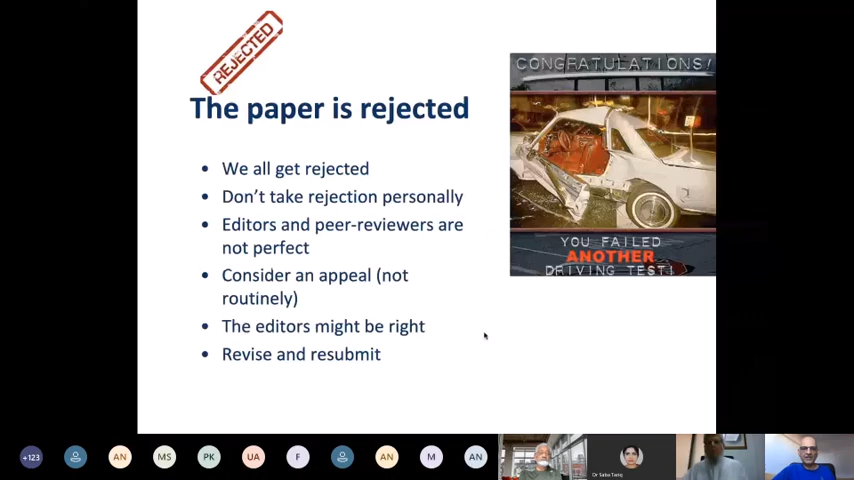 REJECTED
The paper is rejected
• We all get rejected
• Don't take rejection personally
• Editors and peer-reviewers are
not perfect
• Consider an appeal (not
routinely)
• The editors might be right
• Revise and resubmit
CONGRATULATIONS!
YOU FAILED
ANOTHER
DRIVING TEST!
+123
AN
MS
PK
UA
F
AN
M
AN
Dr Saba Tariq